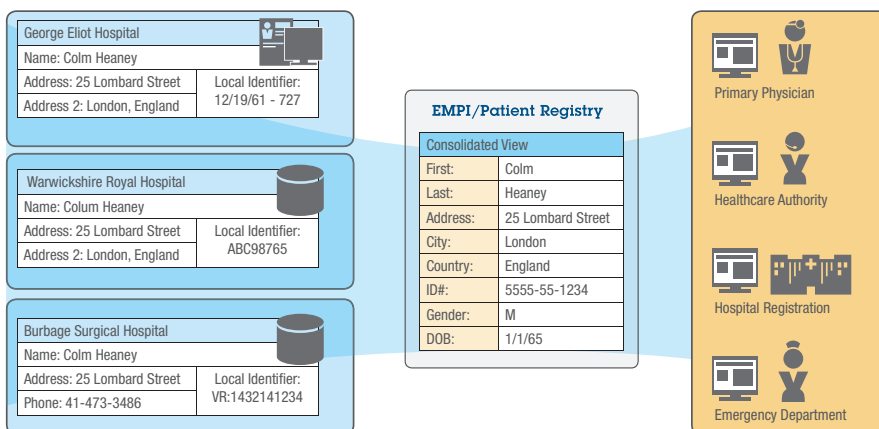 George Eliot Hospital
Name: Colm Heaney
Address: 25 Lombard Street
Address 2: London, England
Local Identifier:
12/19/61 - 727
Warwickshire Royal Hospital
Name: Colum Heaney
Address: 25 Lombard Street
Address 2: London, England
Local Identifier:
ABC98765
Burbage Surgical Hospital
Name: Colm Heaney
Address: 25 Lombard Street
Phone: 41-473-3486
Local Identifier:
VR:1432141234
EMPI/Patient Registry
Consolidated View
First: Colm
Last: Heaney
Address: 25 Lombard Street
City: London
Country: England
ID#: 5555-55-1234
Gender: M
DOB: 1/1/65
Primary Physician
Healthcare Authority
Hospital Registration
Emergency Department